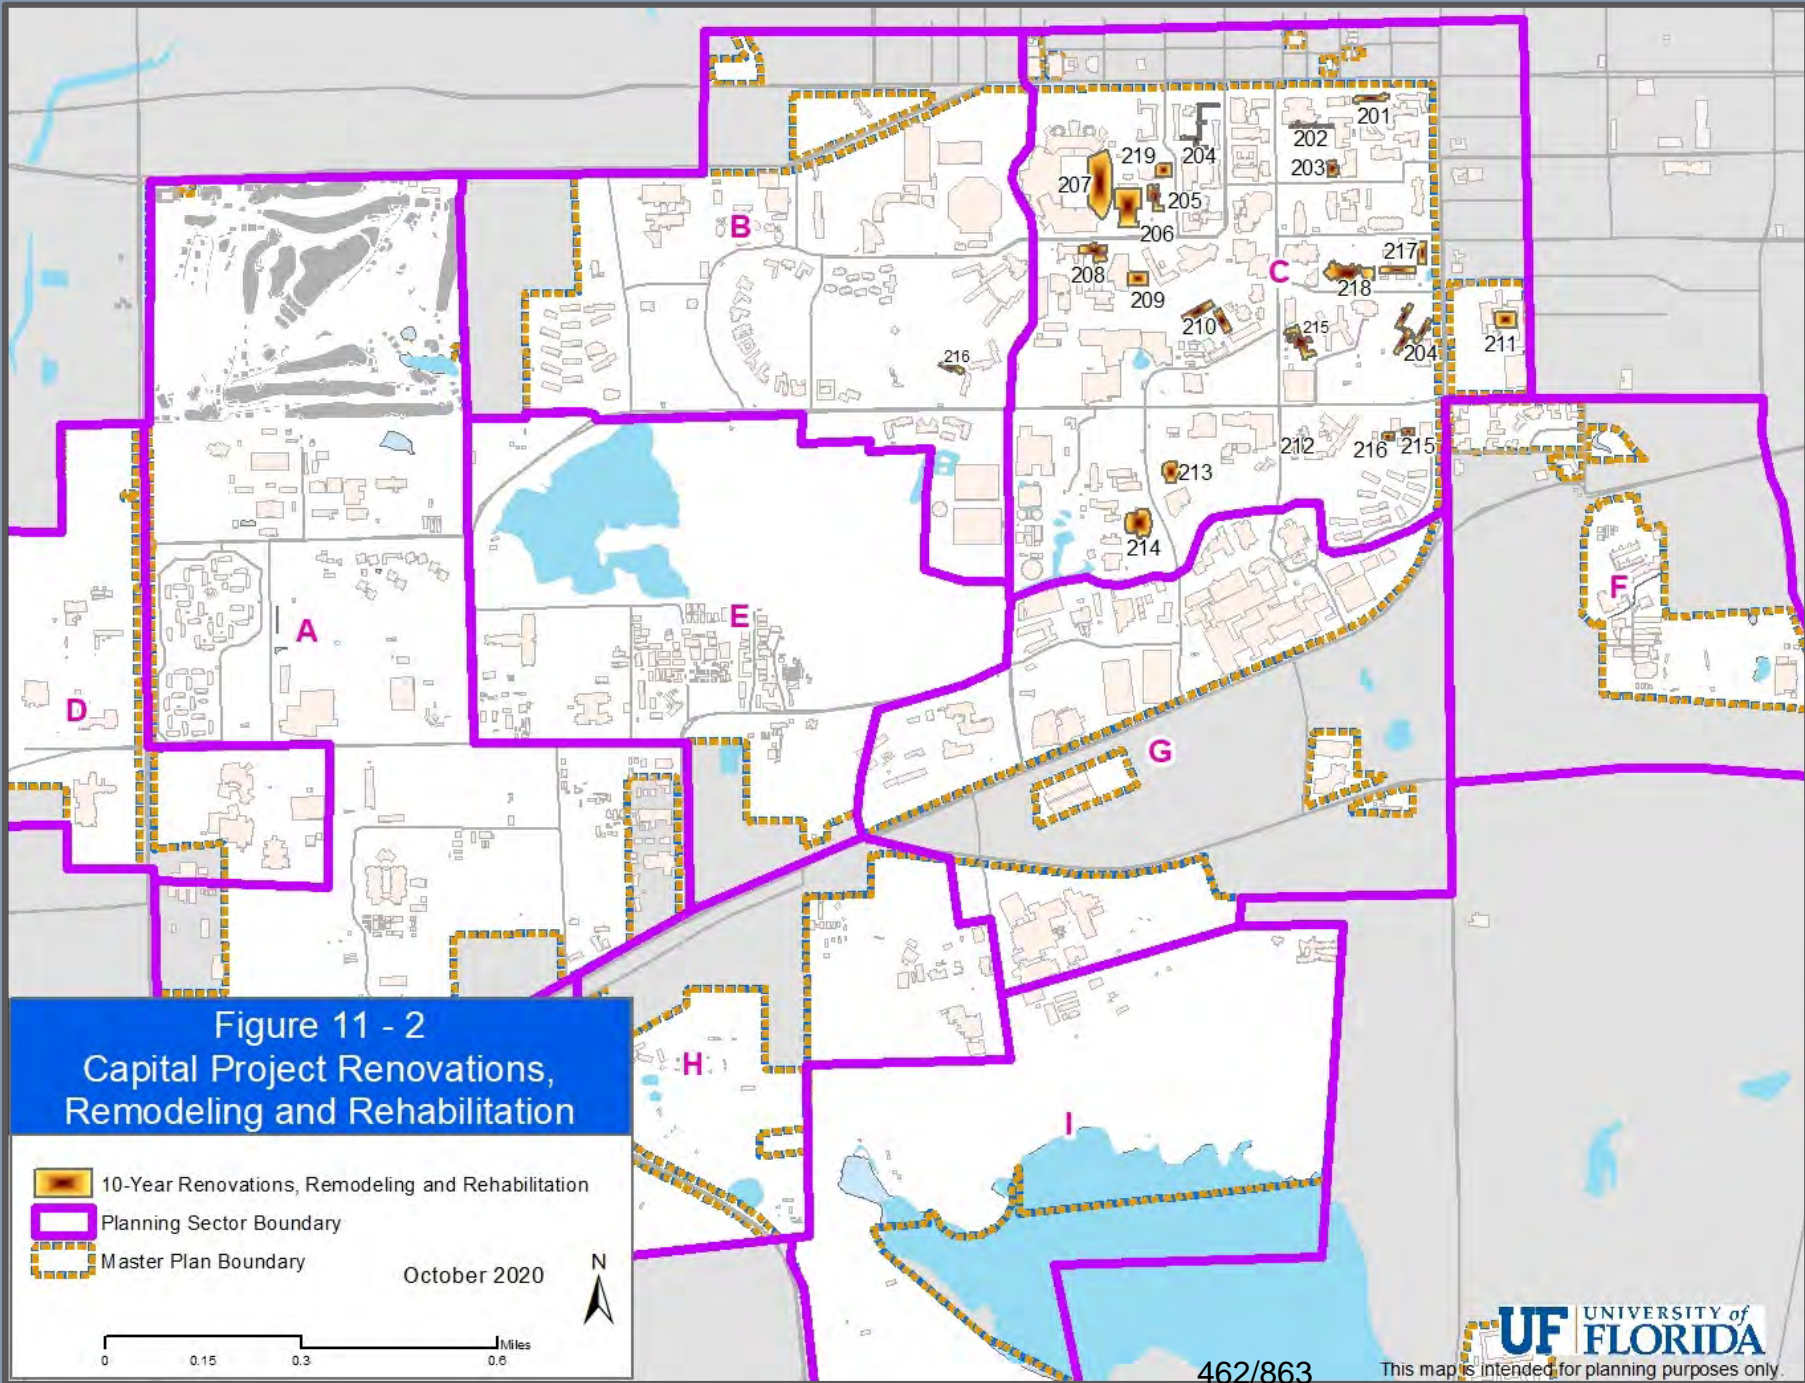 201
202
219
204
203
207
205
B
206
217
208
C
209
218
210
215
211
204
216
212
216
215
213
214
F
E
A
D
G
Figure 11 - 2
Capital Project Renovations,
Remodeling and Rehabilitation
H
I
10-Year Renovations, Remodeling and Rehabilitation
Planning Sector Boundary
Master Plan Boundary
October 2020
N
Miles
0 0.15 0.3 0.6
UF UNIVERSITY of
FLORIDA
462/863
This map is intended for planning purposes only.